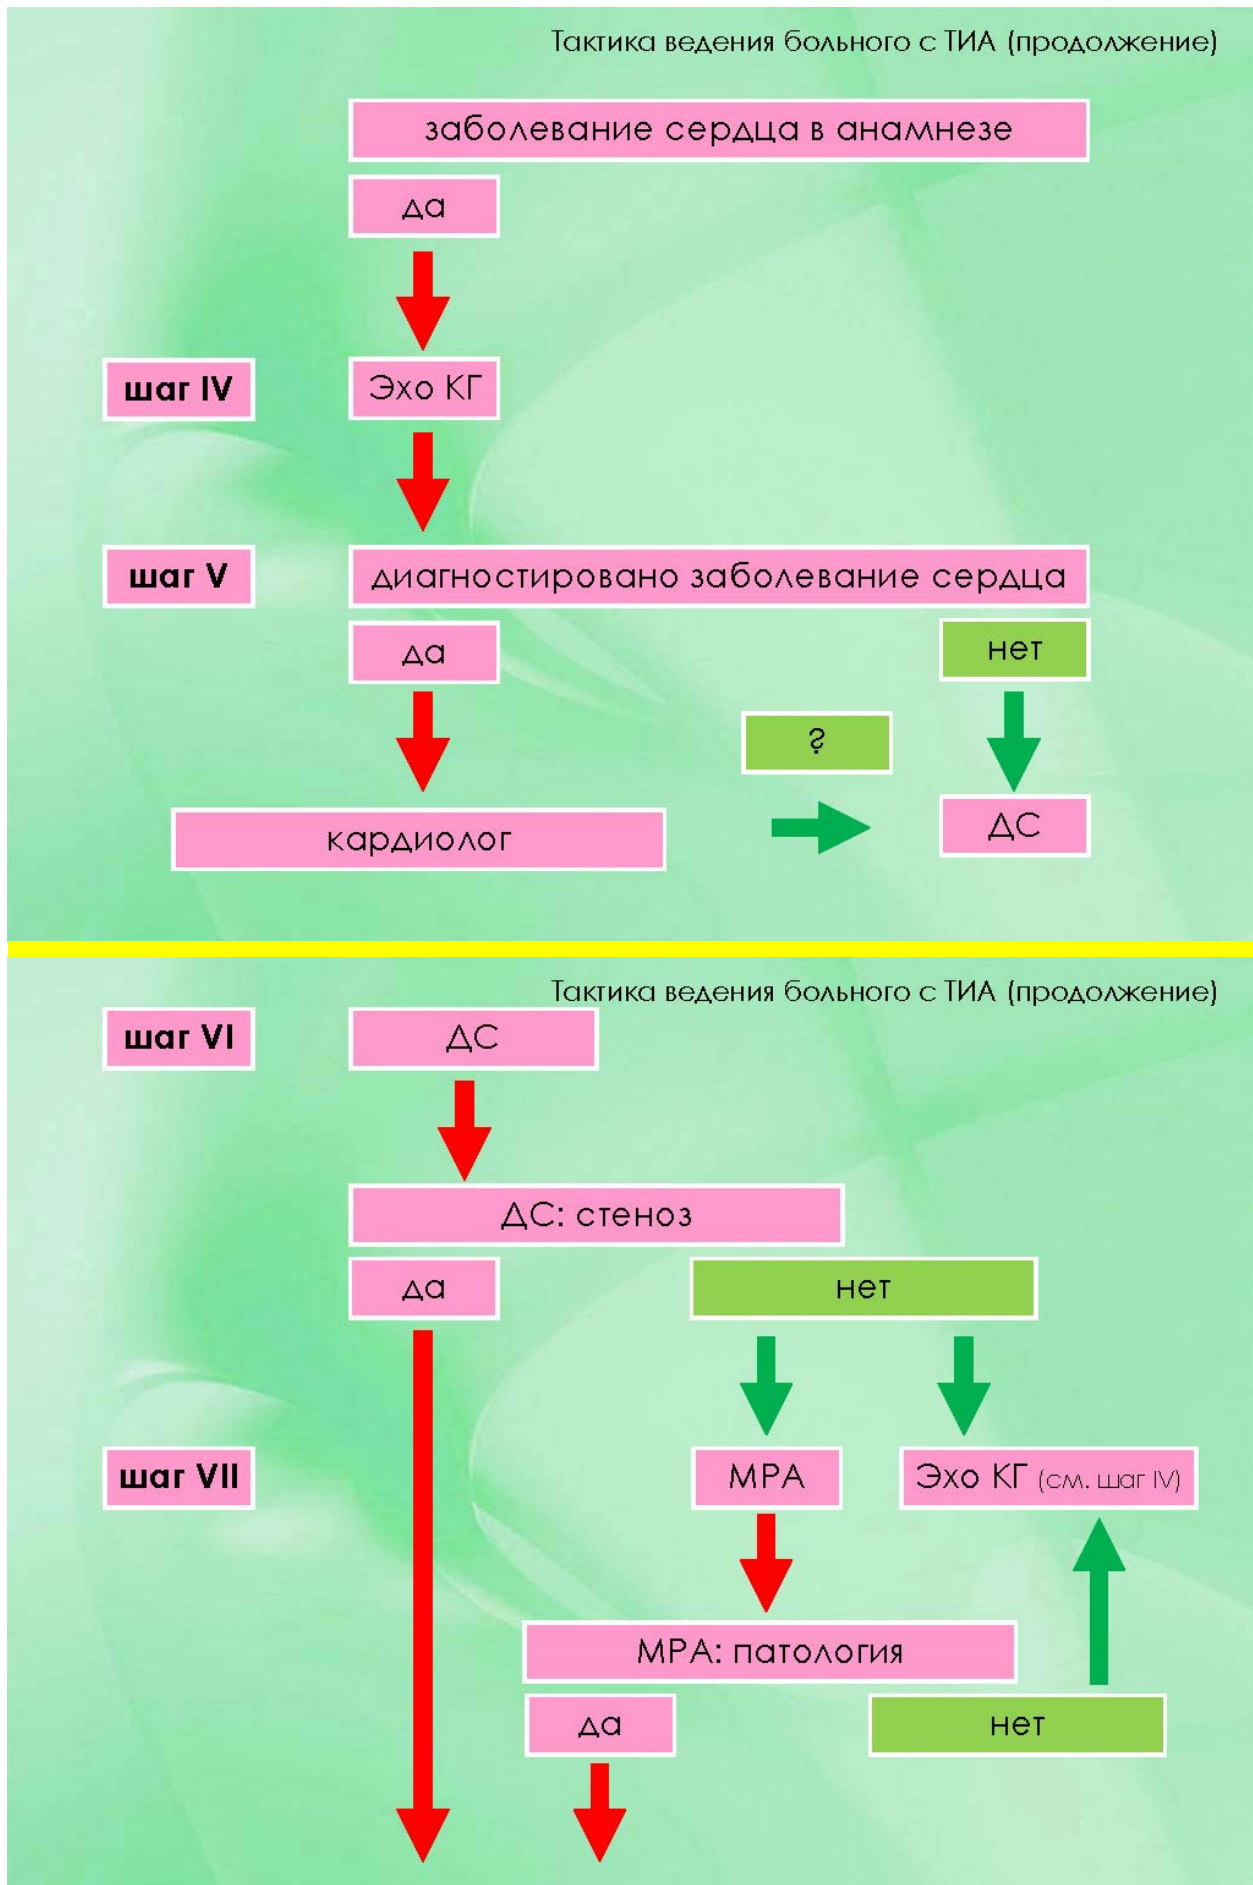 Тактика ведения больного с ТИА (продолжение)
заболевание сердца в анамнезе
да
шаг IV
Эхо КГ
шаг V
диагностировано заболевание сердца
да
нет
?
кардиолог
ДС
Тактика ведения больного с ТИА (продолжение)
шаг VI
ДС
ДС: стеноз
да
нет
шаг VII
МРА
Эхо КГ (см. шаг IV)
МРА: патология
да
нет